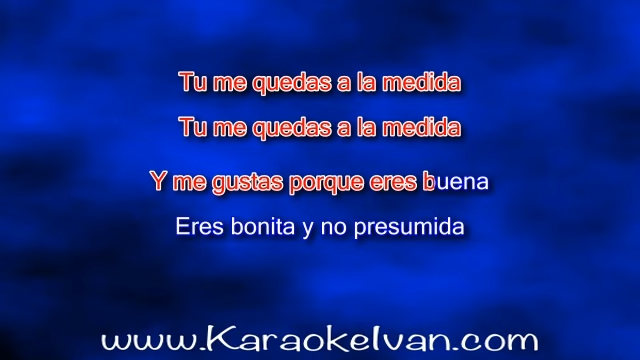 Tu me quedas a la medida
Tu me quedas a la medida
Y me gustas porque eres buena
Eres bonita y no presumida
www.KaraokeIvan.com